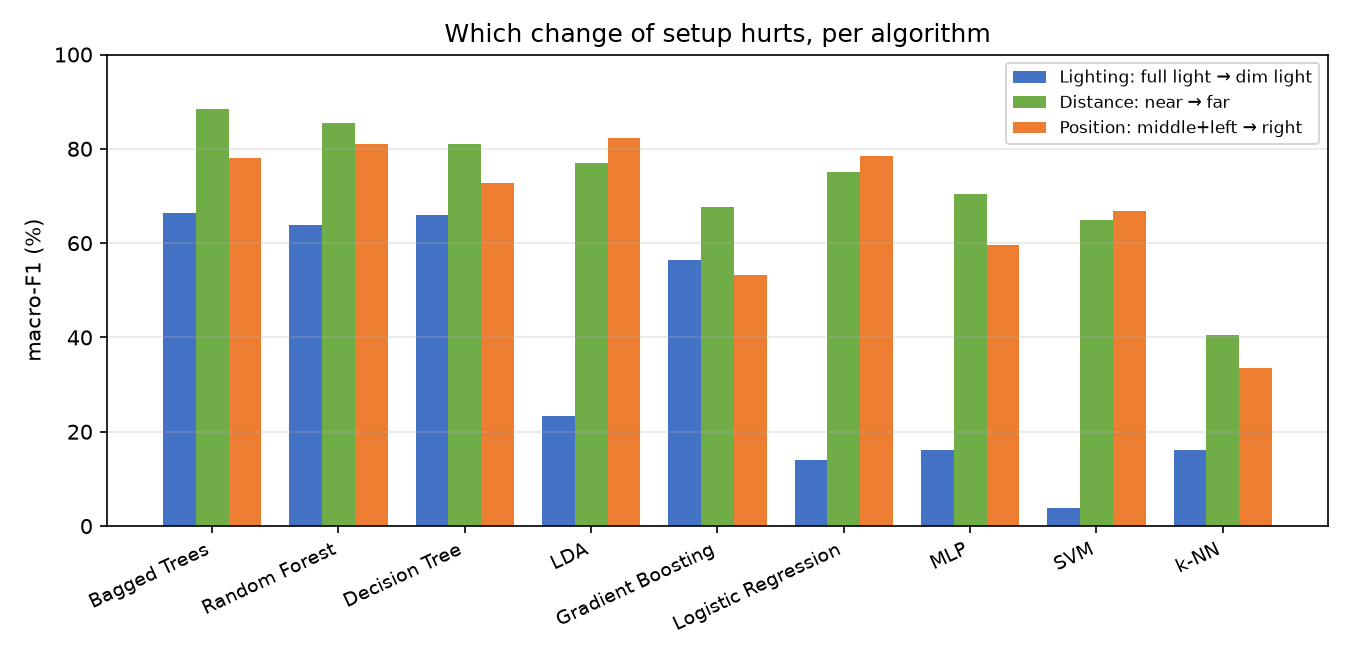 Which change of setup hurts, per algorithm
Lighting: full light → dim light
Distance: near → far
Position: middle+left → right
macro-F1 (%)
100
80
60
40
20
0
Bagged Trees
Random Forest
Decision Tree
LDA
Gradient Boosting
Logistic Regression
MLP
SVM
k-NN